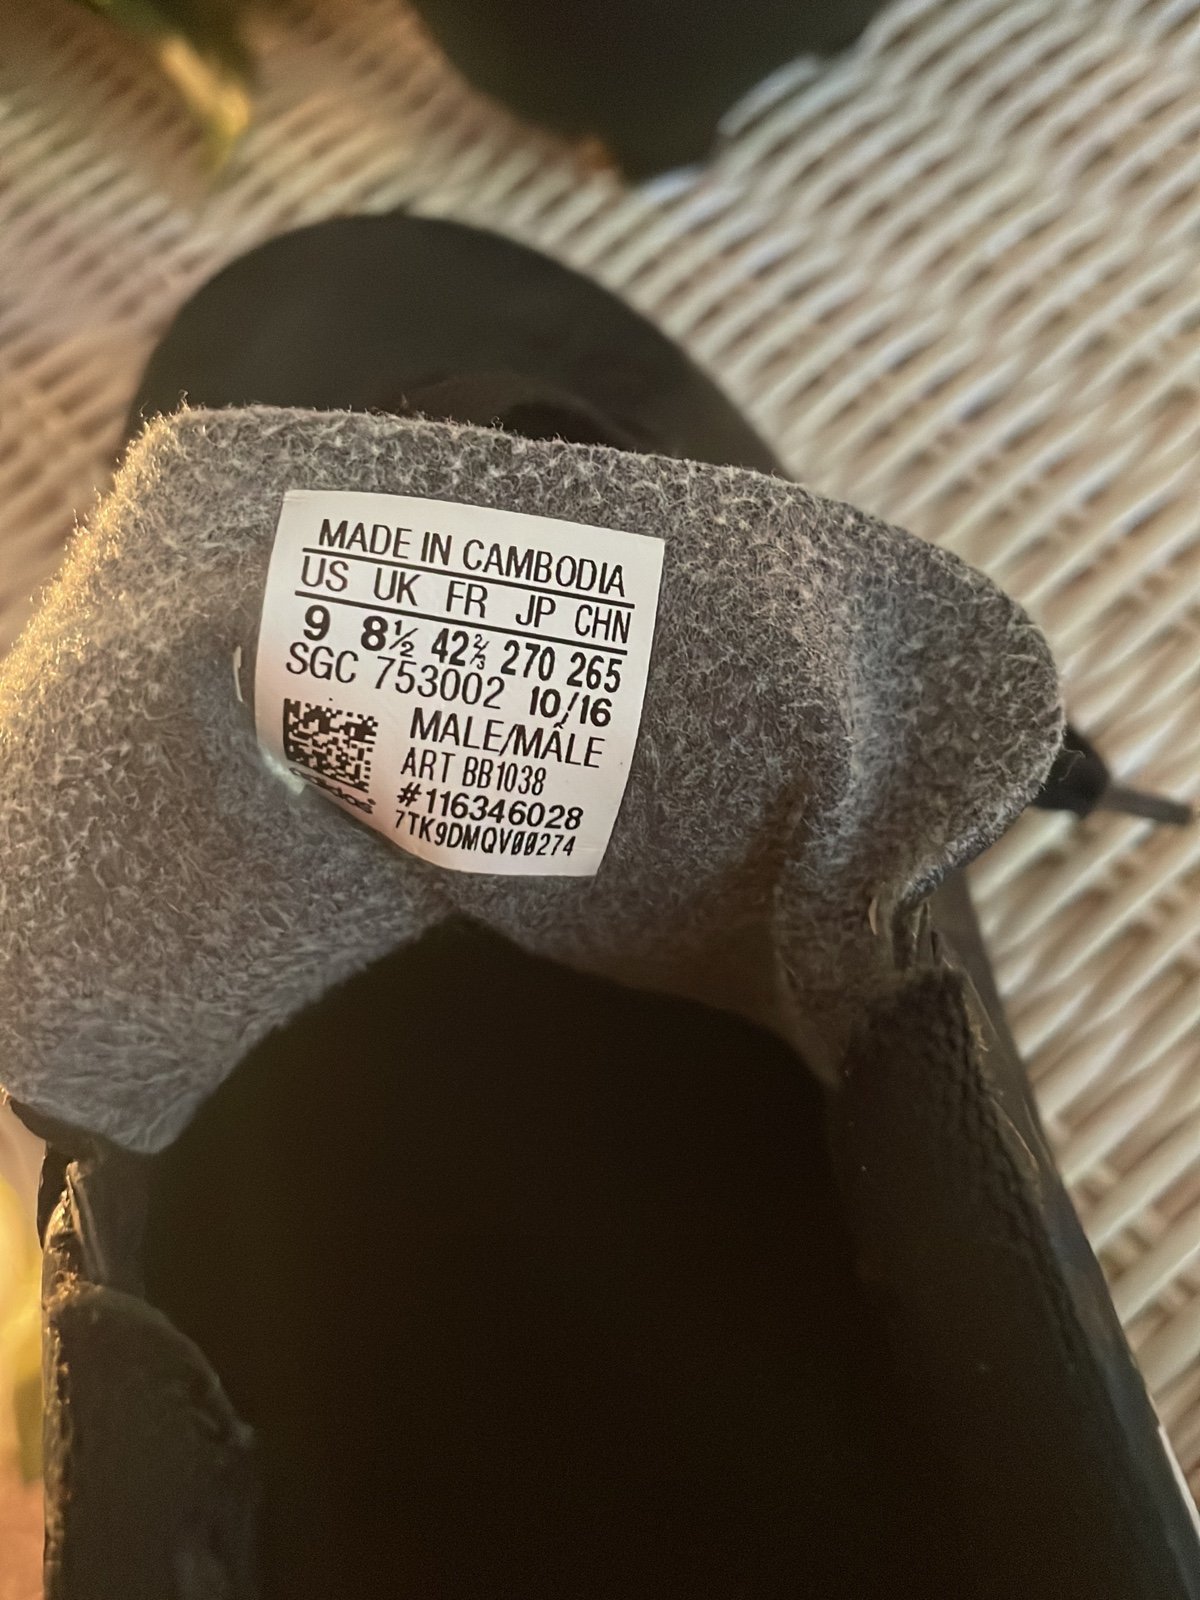 MADE IN CAMBODIA
US UK FR JP CHN
9 8½ 42⅔ 270 265
SGC 753002 10/16
MALE/MÂLE
ART BB1038
#116346028
7TK9DMQV00274
adidas